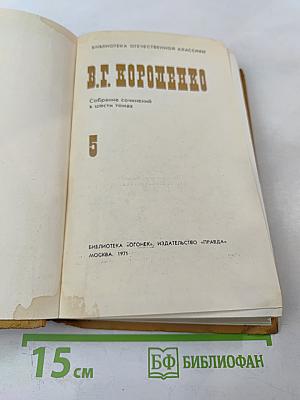 БИБЛИОТЕКА ОТЕЧЕСТВЕННОЙ КЛАССИКИ
В.Г. КОРОЛЕНКО
Собрание сочинений
в шести томах
5
БИБЛИОТЕКА «ОГОНЕК», ИЗДАТЕЛЬСТВО «ПРАВДА»
МОСКВА. 1971
15 см
БФ БИБЛИОФАН